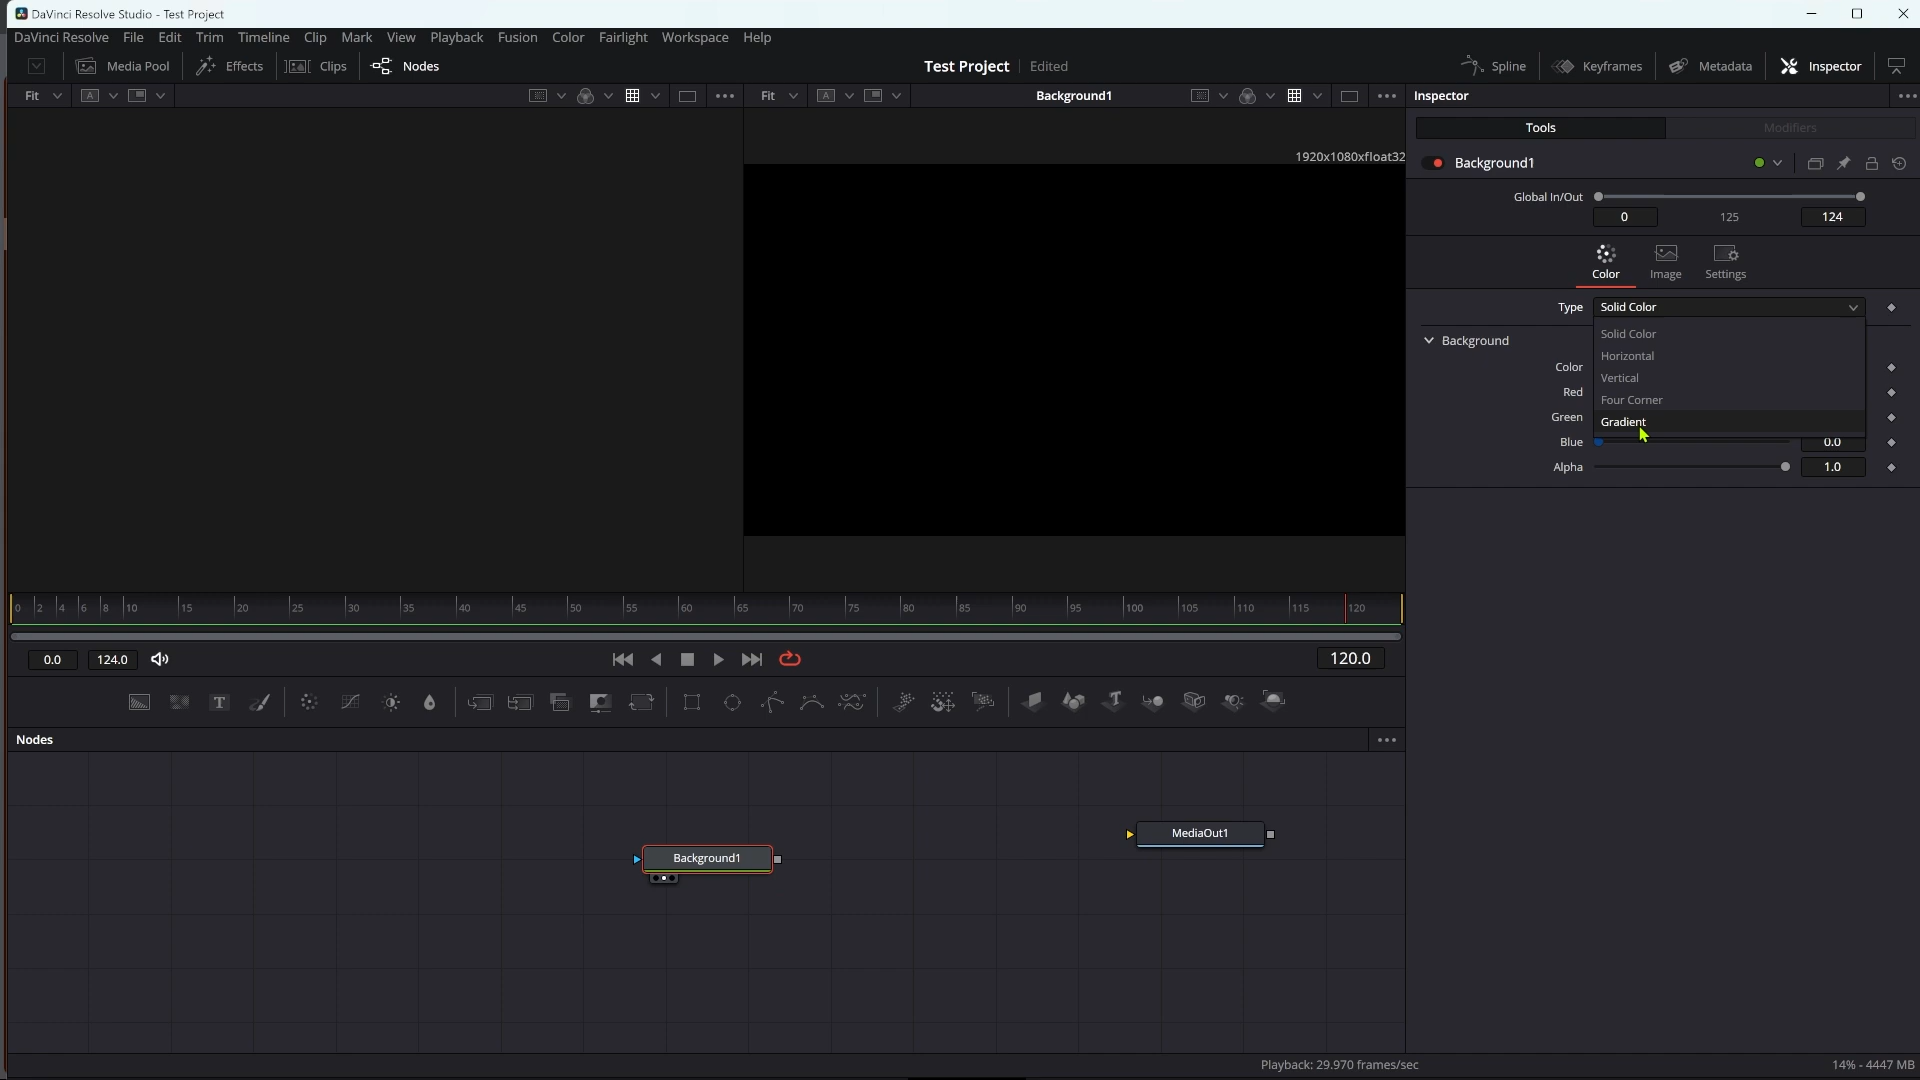 DaVinci Resolve Studio - Test Project
DaVinci Resolve File Edit Trim Timeline Clip Mark View Playback Fusion Color Fairlight Workspace Help
Media Pool Effects Clips Nodes Test Project Edited Spline Keyframes Metadata Inspector
Fit A Fit A Background1 Inspector
Tools Modifiers
1920x1080xfloat32
Background1
Global In/Out
0 125 124
Color Image Settings
Type Solid Color
Solid Color
Background
Horizontal
Color
Vertical
Red
Four Corner
Green
Gradient
Blue 0.0
Alpha 1.0
0 2 4 6 8 10 15 20 25 30 35 40 45 50 55 60 65 70 75 80 85 90 95 100 105 110 115 120
0.0 124.0 120.0
T T
Nodes
MediaOut1
Background1
Playback: 29.970 frames/sec 14% - 4447 MB